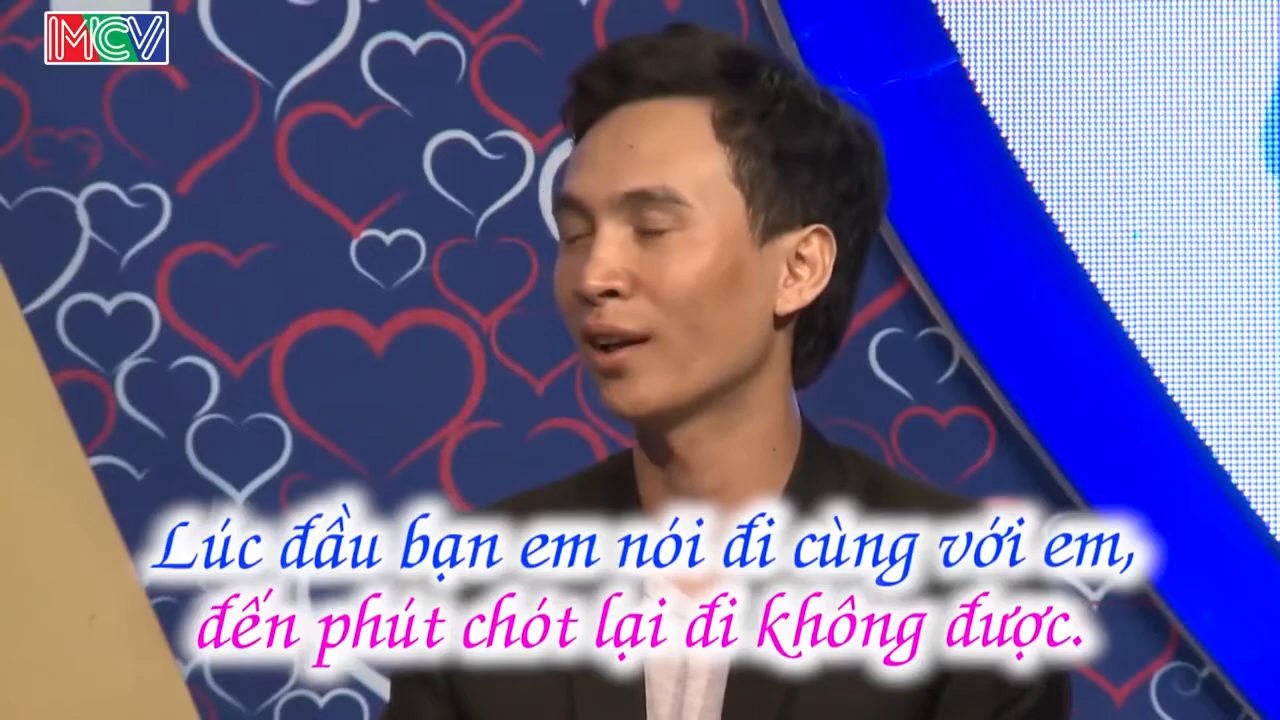 MCV
Lúc đầu bạn em nói đi cùng với em,
đến phút chót lại đi không được.